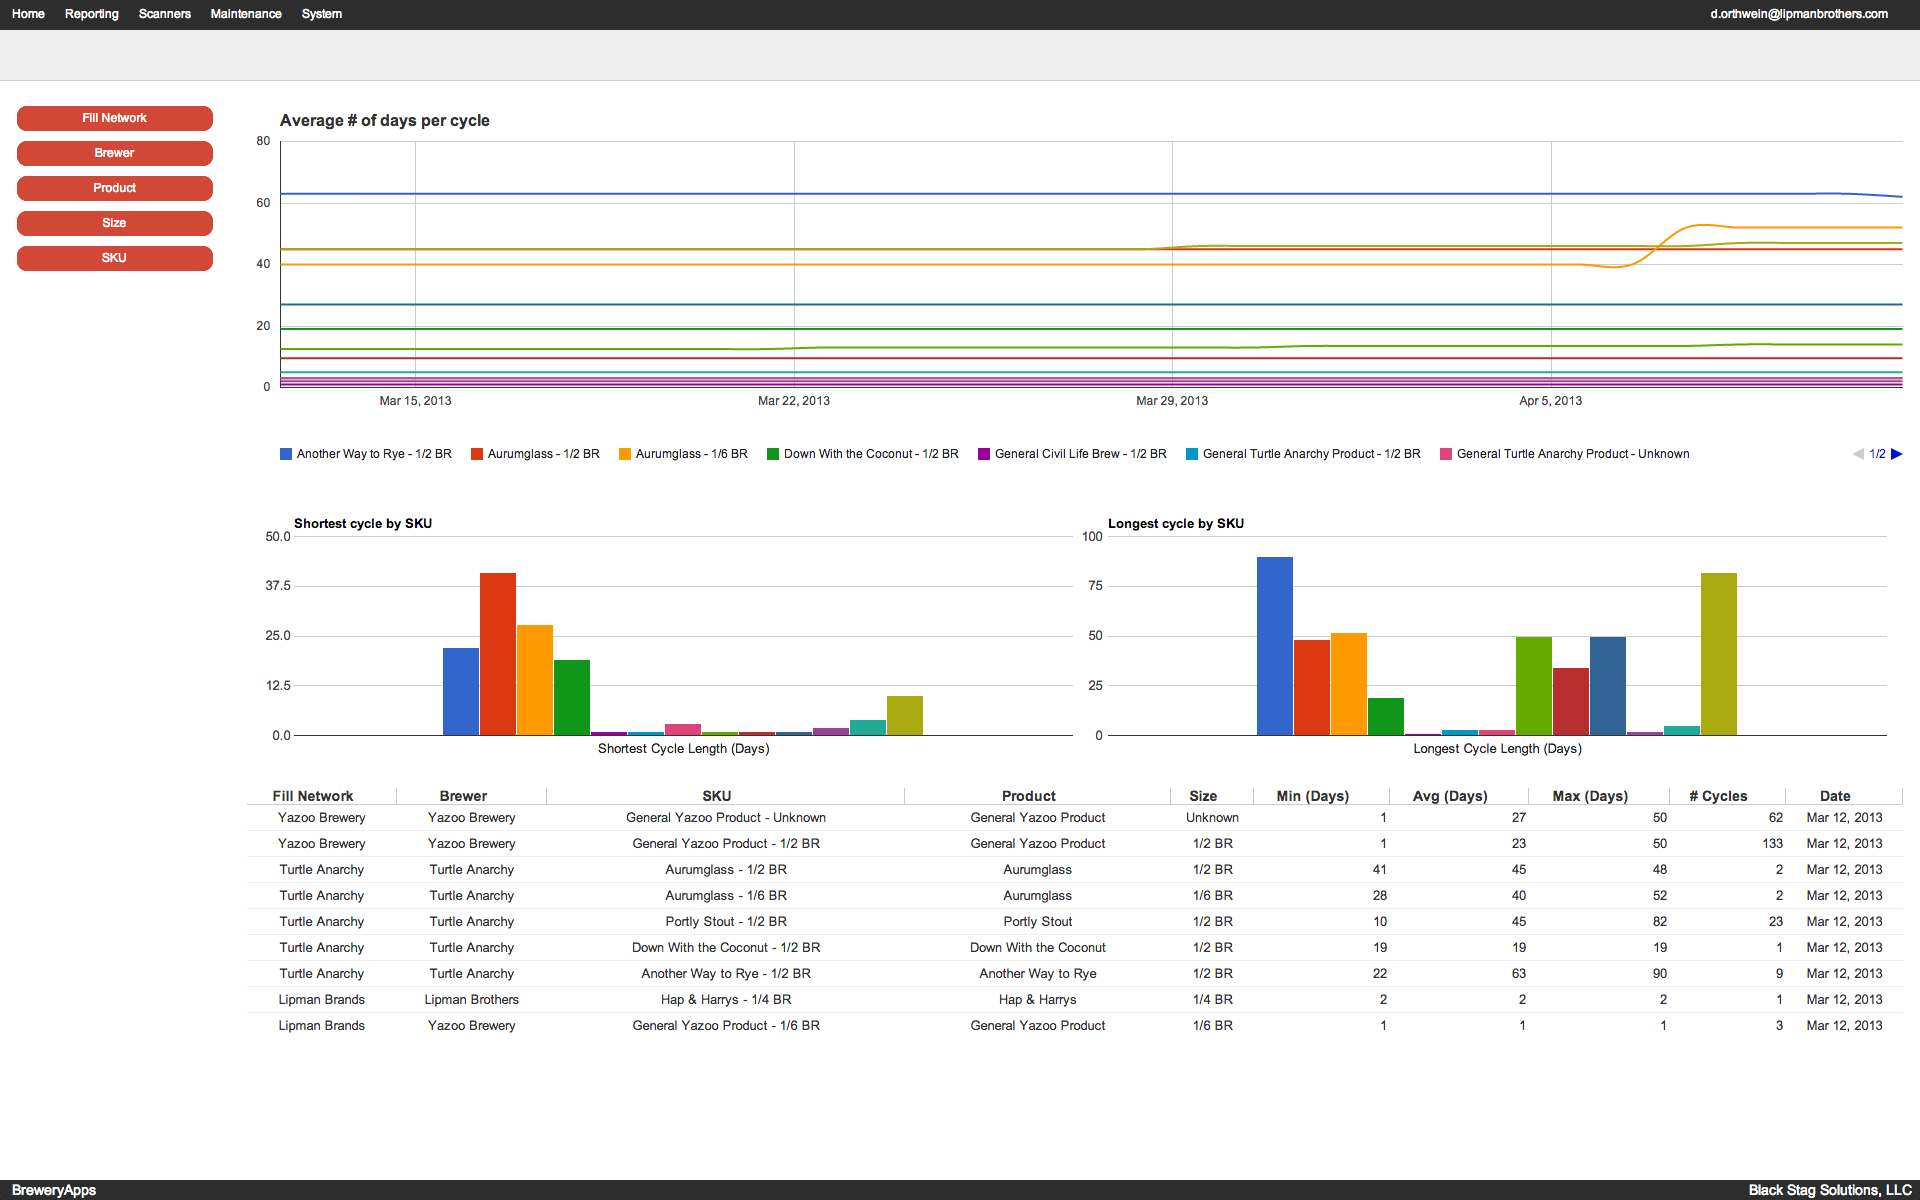 Home Reporting Scanners Maintenance System d.orthwein@lipmanbrothers.com
Fill Network
Brewer
Product
Size
SKU
Average # of days per cycle
80
60
40
20
0
Mar 15, 2013 Mar 22, 2013 Mar 29, 2013 Apr 5, 2013
Another Way to Rye - 1/2 BR Aurumglass - 1/2 BR Aurumglass - 1/6 BR Down With the Coconut - 1/2 BR General Civil Life Brew - 1/2 BR General Turtle Anarchy Product - 1/2 BR General Turtle Anarchy Product - Unknown 1/2
Shortest cycle by SKU
50.0
37.5
25.0
12.5
0.0
Shortest Cycle Length (Days)
Longest cycle by SKU
100
75
50
25
0
Longest Cycle Length (Days)
Fill Network Brewer SKU Product Size Min (Days) Avg (Days) Max (Days) # Cycles Date
Yazoo Brewery Yazoo Brewery General Yazoo Product - Unknown General Yazoo Product Unknown 1 27 50 62 Mar 12, 2013
Yazoo Brewery Yazoo Brewery General Yazoo Product - 1/2 BR General Yazoo Product 1/2 BR 1 23 50 133 Mar 12, 2013
Turtle Anarchy Turtle Anarchy Aurumglass - 1/2 BR Aurumglass 1/2 BR 41 45 48 2 Mar 12, 2013
Turtle Anarchy Turtle Anarchy Aurumglass - 1/6 BR Aurumglass 1/6 BR 28 40 52 2 Mar 12, 2013
Turtle Anarchy Turtle Anarchy Portly Stout - 1/2 BR Portly Stout 1/2 BR 10 45 82 23 Mar 12, 2013
Turtle Anarchy Turtle Anarchy Down With the Coconut - 1/2 BR Down With the Coconut 1/2 BR 19 19 19 1 Mar 12, 2013
Turtle Anarchy Turtle Anarchy Another Way to Rye - 1/2 BR Another Way to Rye 1/2 BR 22 63 90 9 Mar 12, 2013
Lipman Brands Lipman Brothers Hap & Harrys - 1/4 BR Hap & Harrys 1/4 BR 2 2 2 1 Mar 12, 2013
Lipman Brands Yazoo Brewery General Yazoo Product - 1/6 BR General Yazoo Product 1/6 BR 1 1 1 3 Mar 12, 2013
BreweryApps Black Stag Solutions, LLC